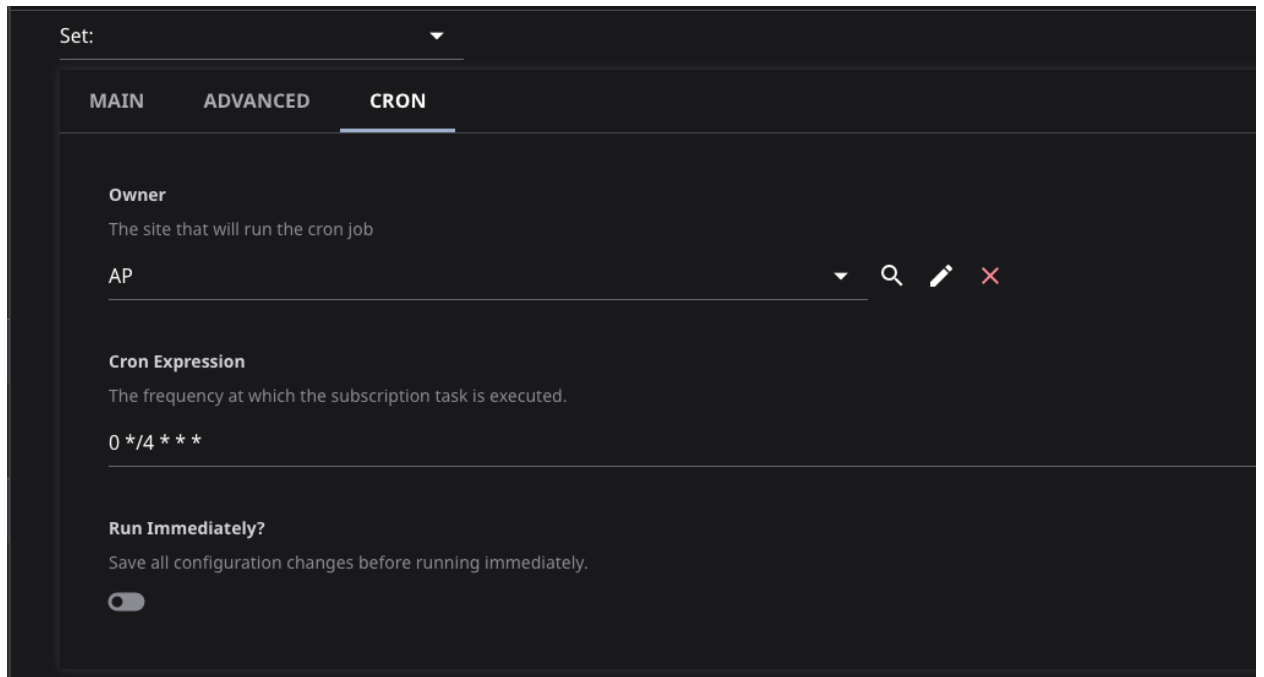 Set:
MAIN ADVANCED CRON
Owner
The site that will run the cron job
AP
Cron Expression
The frequency at which the subscription task is executed.
0 */4 * * *
Run Immediately?
Save all configuration changes before running immediately.